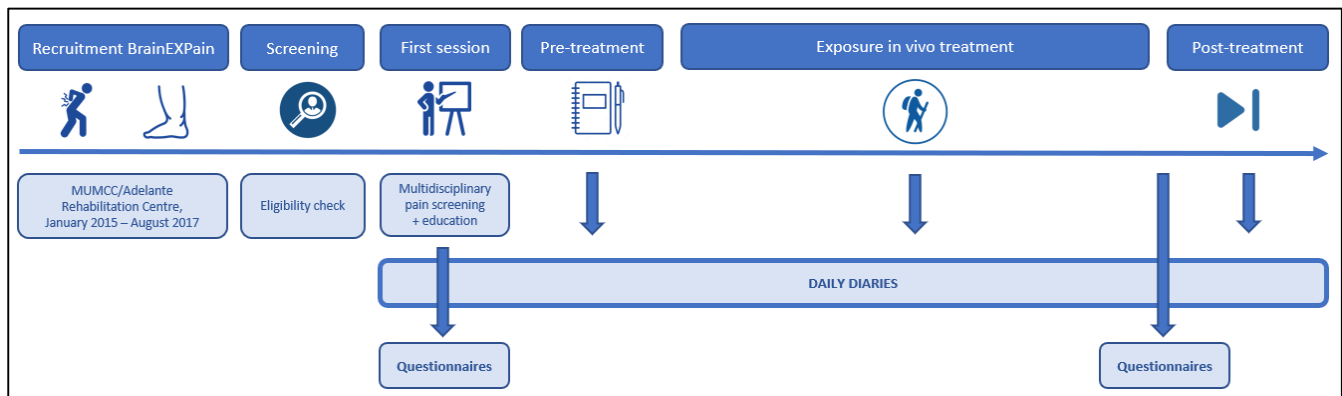 Recruitment BrainEXPain
Screening
First session
Pre-treatment
Exposure in vivo treatment
Post-treatment
MUMCC/Adelante
Rehabilitation Centre,
January 2015 – August 2017
Eligibility check
Multidisciplinary
pain screening
+ education
DAILY DIARIES
Questionnaires
Questionnaires